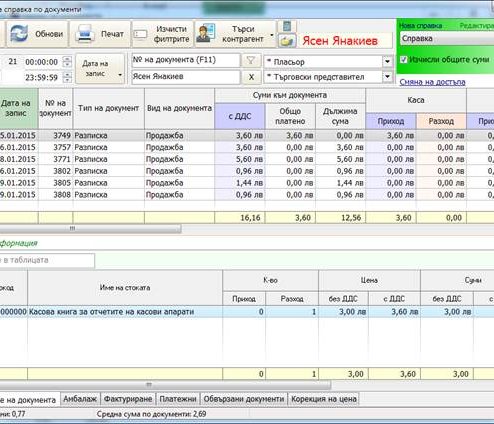 а справка по документи
Обнови
Печат
Изчисти филтрите
Търси контрагент
Ясен Янакиев
Нова справка
Редактира
Справка
Изчисли общите суми
Смяна на достъпа
21 00:00:00
23:59:59
Дата на запис
№ на документа (F11)
Ясен Янакиев
X
* Пласьор
* Търговски представител
Дата на запис № на документ Тип на документ Вид на документа Суми към документа Каса
с ДДС Общо платено Дължима сума Приход Разход
5.01.2015 3749 Разписка Продажба 3,60 лв 3,60 лв 0,00 лв 3,60 лв 0,00 лв
6.01.2015 3757 Разписка Продажба 3,60 лв 0,00 лв 3,60 лв 0,00 лв 0,00 лв
8.01.2015 3771 Разписка Продажба 5,60 лв 0,00 лв 5,60 лв 0,00 лв 0,00 лв
6.01.2015 3802 Разписка Продажба 0,96 лв 0,00 лв 0,96 лв 0,00 лв 0,00 лв
9.01.2015 3805 Разписка Продажба 1,44 лв 0,00 лв 1,44 лв 0,00 лв 0,00 лв
9.01.2015 3808 Разписка Продажба 0,96 лв 0,00 лв 0,96 лв 0,00 лв 0,00 лв
16,16 3,60 12,56 3,60 0,00
формация
е в таблицата
Име на стоката К-во Цена Суми
Приход Разход без ДДС с ДДС без ДДС с
000000 Касова книга за отчетите на касови апарати 0 1 3,00 лв 3,60 лв 3,00 лв
0 1 3,00 3,60 3,00
е на документа Амбалаж Фактуриране Платежни Обвързани документи Корекция на цена
ни: 0,77 Средна сума по документи: 2,69